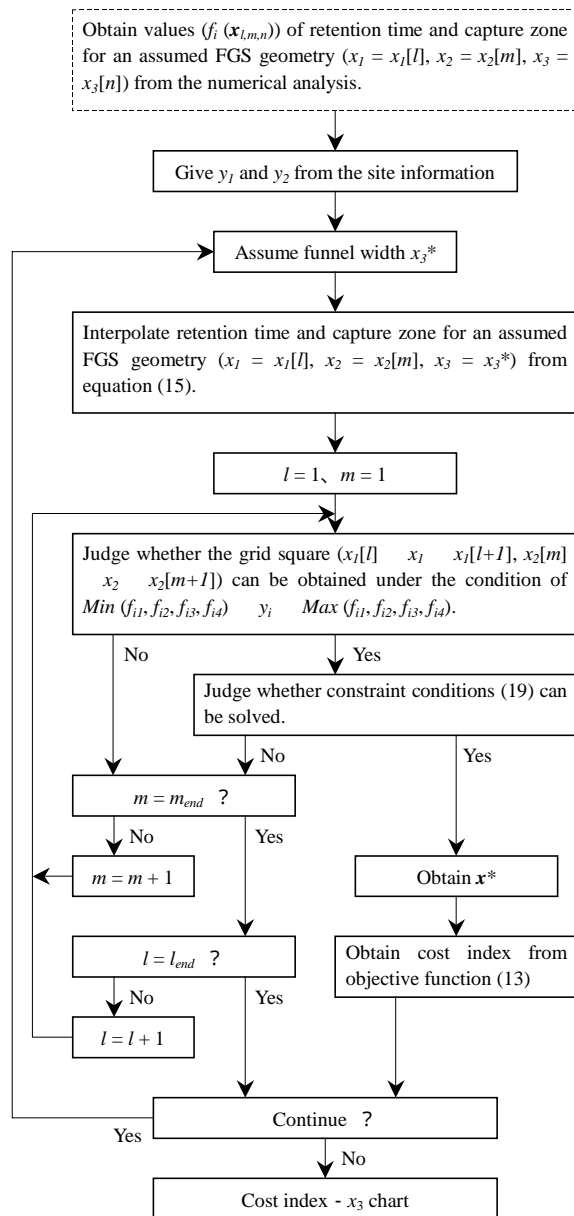 Obtain values (fi (xl,m,n)) of retention time and capture zone
for an assumed FGS geometry (x1 = x1[l], x2 = x2[m], x3 =
x3[n]) from the numerical analysis.
Give y1 and y2 from the site information
Assume funnel width x3*
Interpolate retention time and capture zone for an assumed
FGS geometry (x1 = x1[l], x2 = x2[m], x3 = x3*) from
equation (15).
l = 1、m = 1
Judge whether the grid square (x1[l] x1 x1[l+1], x2[m]
x2 x2[m+1]) can be obtained under the condition of
Min (fi1, fi2, fi3, fi4) yi Max (fi1, fi2, fi3, fi4).
No
Yes
Judge whether constraint conditions (19) can
be solved.
No
Yes
m = mend ?
No
Yes
m = m + 1
Obtain x*
l = lend ?
Obtain cost index from
objective function (13)
No
Yes
l = l + 1
Continue ?
Yes
No
Cost index - x3 chart